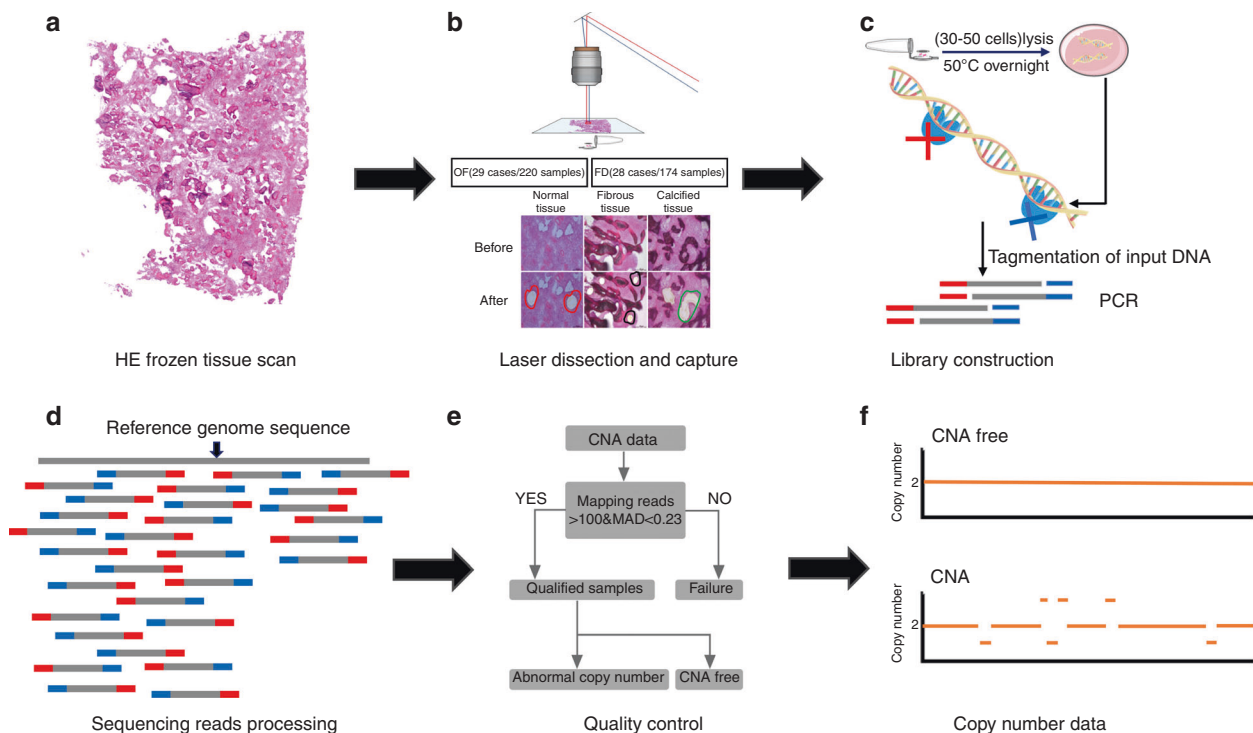 a
HE frozen tissue scan
b
OF(29 cases/220 samples)
FD(28 cases/174 samples)
Normal
tissue
Fibrous
tissue
Calcified
tissue
Before
After
Laser dissection and capture
c
(30-50 cells)lysis
50°C overnight
Tagmentation of input DNA
PCR
Library construction
d
Reference genome sequence
Sequencing reads processing
e
CNA data
YES
Mapping reads
>100&MAD<0.23
NO
Qualified samples
Failure
Abnormal copy number
CNA free
Quality control
f
CNA free
Copy number
2
CNA
Copy number
2
Copy number data